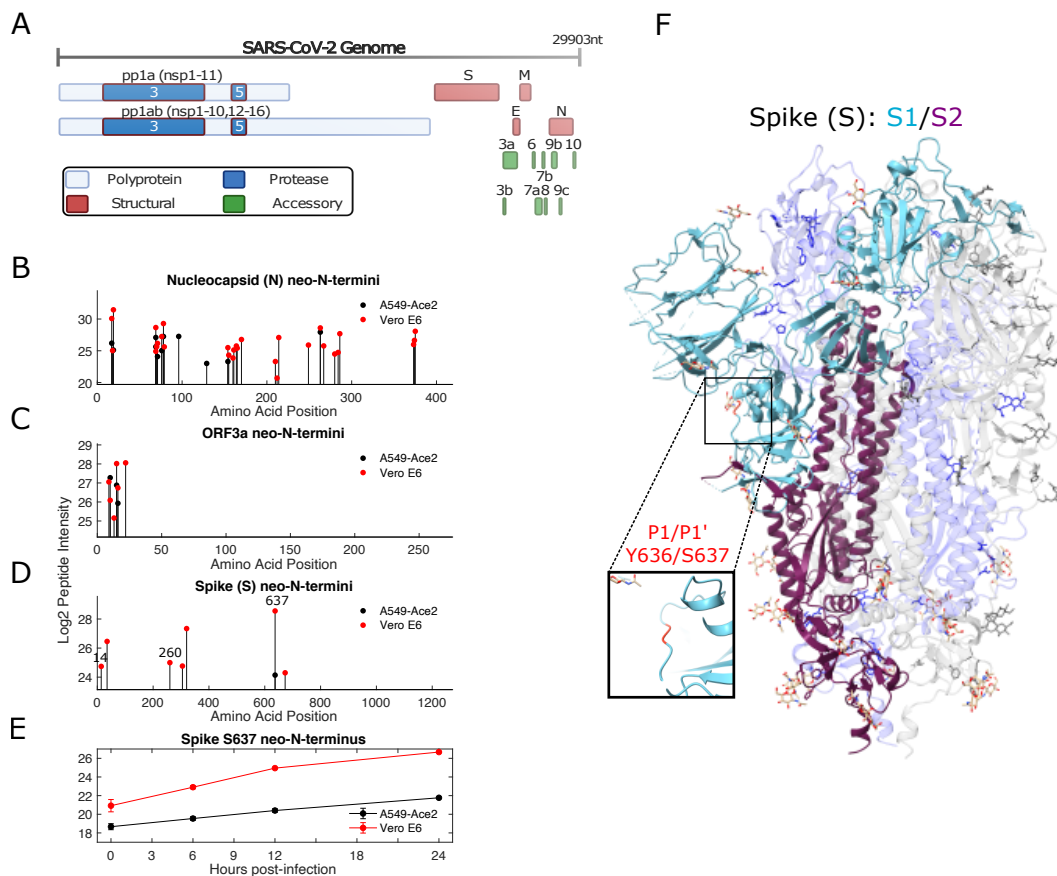 A
SARS-CoV-2 Genome
29903nt
pp1a (nsp1-11)
3
5
pp1ab (nsp1-10,12-16)
3
5
S
M
E
N
3a
6
9b
10
7b
3b
7a
8
9c
Polyprotein
Protease
Structural
Accessory
B
Nucleocapsid (N) neo-N-termini
A549-Ace2
Vero E6
30
25
20
0
100
200
300
400
Amino Acid Position
C
ORF3a neo-N-termini
A549-Ace2
Vero E6
29
28
27
26
25
0
50
100
150
200
250
Amino Acid Position
Log2 Peptide Intensity
D
Spike (S) neo-N-termini
A549-Ace2
Vero E6
637
14
260
28
26
24
0
200
400
600
800
1000
1200
Amino Acid Position
E
Spike S637 neo-N-terminus
A549-Ace2
Vero E6
26
24
22
20
18
0
3
6
9
12
15
18
24
Hours post-infection
F
Spike (S): S1/S2
P1/P1'
Y636/S637